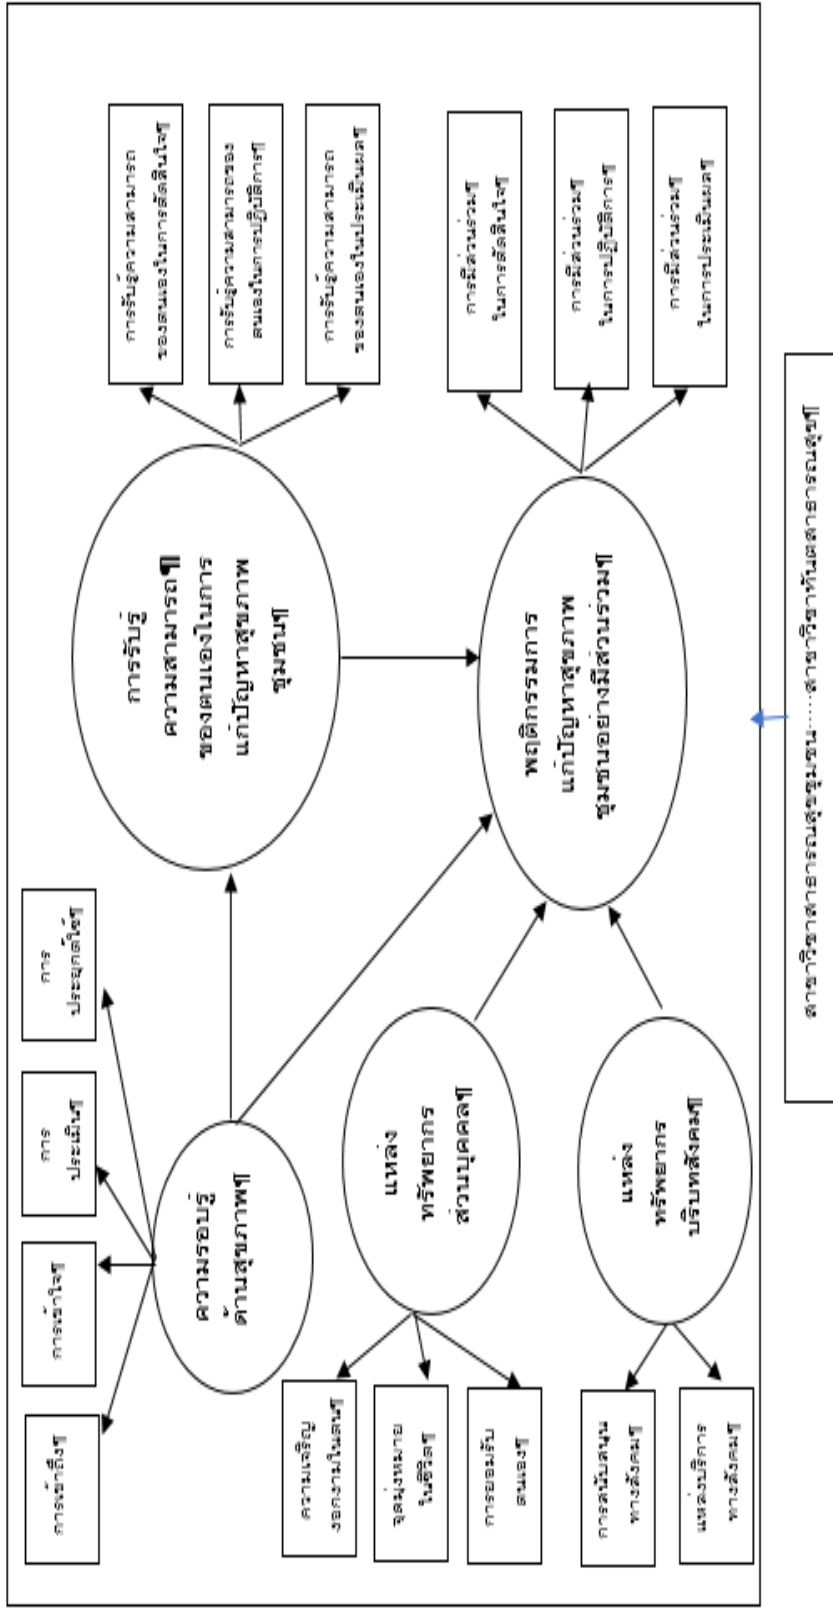 การเข้าถึง¶
การเข้าใจ¶
การ
ประเมิน¶
การ
ประยุกต์ใช้¶
ความรอบรู้
ด้านสุขภาพ¶
การรับรู้
ความสามารถ¶
ของตนเองในการ
แก้ปัญหาสุขภาพ
ชุมชน¶
การรับรู้ความสามารถ
ของตนเองในการตัดสินใจ¶
การรับรู้ความสามารถของ
ตนเองในการปฏิบัติการ¶
การรับรู้ความสามารถ
ของตนเองในประเมินผล¶
ความเจริญ
งอกงามในตน¶
จุดมุ่งหมาย
ในชีวิต¶
การยอมรับ
ตนเอง¶
แหล่ง
ทรัพยากร
ส่วนบุคคล¶
พฤติกรรมการ
แก้ปัญหาสุขภาพ
ชุมชนอย่างมีส่วนร่วม¶
การมีส่วนร่วม¶
ในการตัดสินใจ¶
การมีส่วนร่วม¶
ในการปฏิบัติการ¶
การมีส่วนร่วม¶
ในการประเมินผล¶
การสนับสนุน
ทางสังคม¶
แหล่งบริการ
ทางสังคม¶
แหล่ง
ทรัพยากร
บริบทสังคม¶
สาขาวิชาสาธารณสุขชุมชน·····สาขาวิชาทันตสาธารณสุข¶